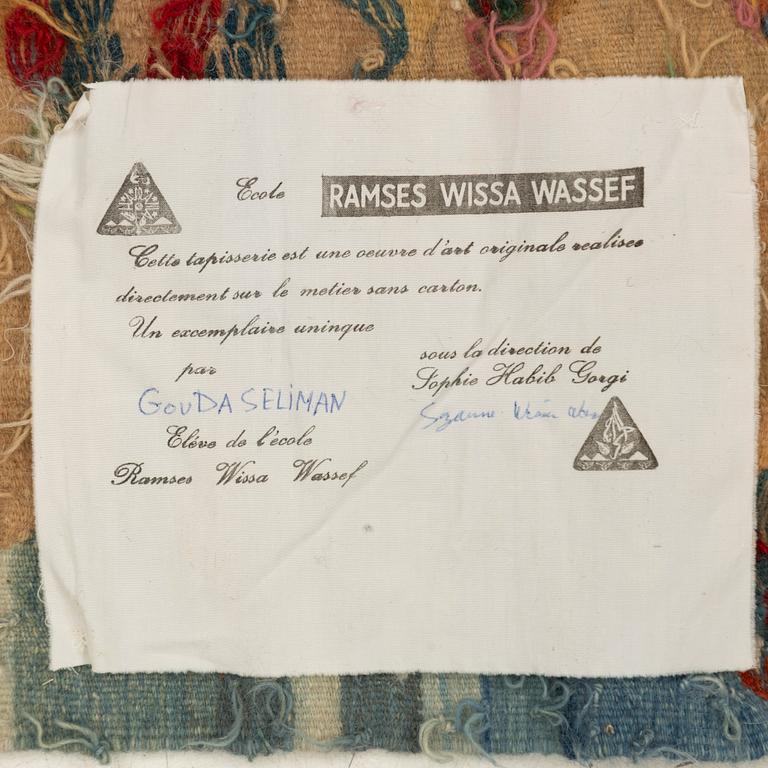 Ecole RAMSES WISSA WASSEF
Cette tapisserie est une oeuvre d'art originale realisee
directement sur le metier sans carton.
Un excemplaire uninque
par
GOUDA SELIMAN
Elève de l'école
Ramses Wissa Wassef
sous la direction de
Sophie Habib Gorgi